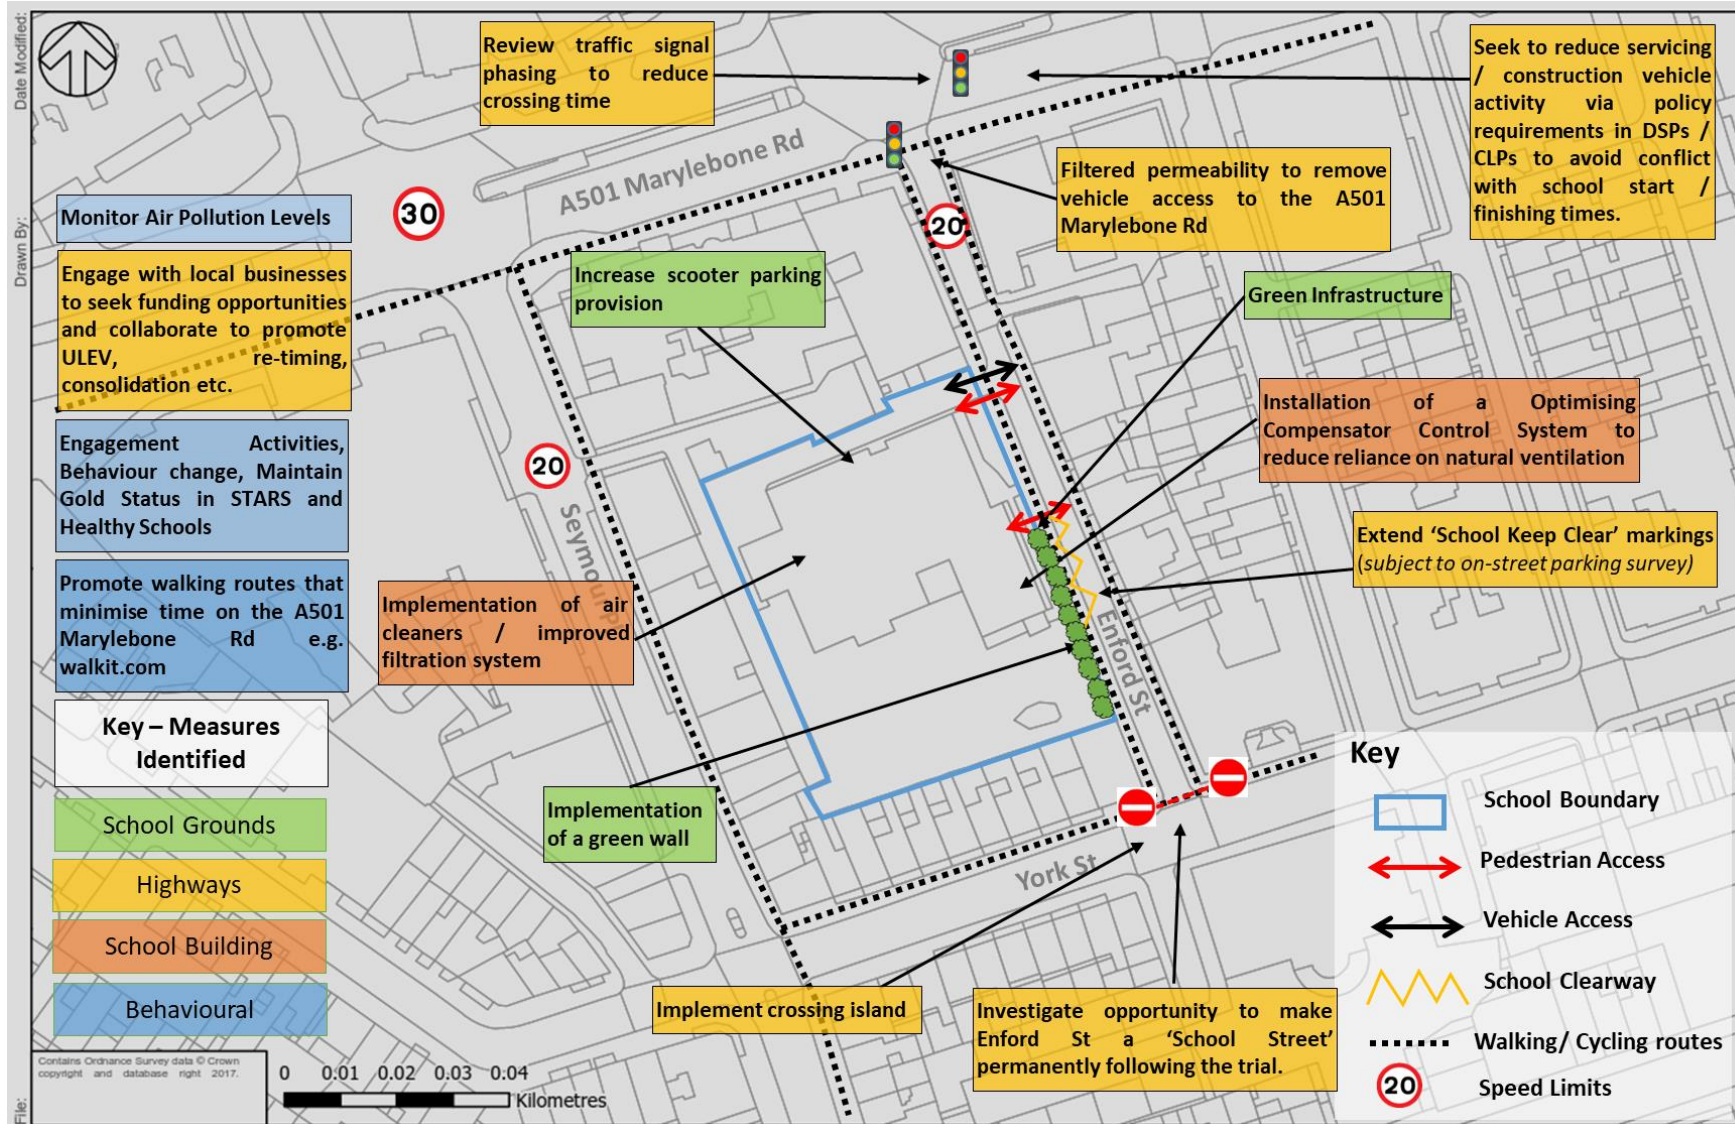 Date Modified:
Drawn By:
File:
Review traffic signal
phasing to reduce
crossing time
Seek to reduce servicing
/ construction vehicle
activity via policy
requirements in DSPs /
CLPs to avoid conflict
with school start /
finishing times.
A501 Marylebone Rd
Filtered permeability to remove
vehicle access to the A501
Marylebone Rd
30
20
Monitor Air Pollution Levels
Engage with local businesses
to seek funding opportunities
and collaborate to promote
ULEV, re-timing,
consolidation etc.
Increase scooter parking
provision
Green Infrastructure
Installation of a Optimising
Compensator Control System to
reduce reliance on natural ventilation
Engagement Activities,
Behaviour change, Maintain
Gold Status in STARS and
Healthy Schools
20
Seymour Pl
Extend ‘School Keep Clear’ markings
(subject to on-street parking survey)
Promote walking routes that
minimise time on the A501
Marylebone Rd e.g.
walkit.com
Implementation of air
cleaners / improved
filtration system
Enford St
Key – Measures
Identified
School Grounds
Highways
School Building
Behavioural
Implementation
of a green wall
York St
Implement crossing island
Investigate opportunity to make
Enford St a ‘School Street’
permanently following the trial.
Key
School Boundary
Pedestrian Access
Vehicle Access
School Clearway
Walking/ Cycling routes
20
Speed Limits
Contains Ordnance Survey data © Crown
copyright and database right 2017.
0 0.01 0.02 0.03 0.04
Kilometres